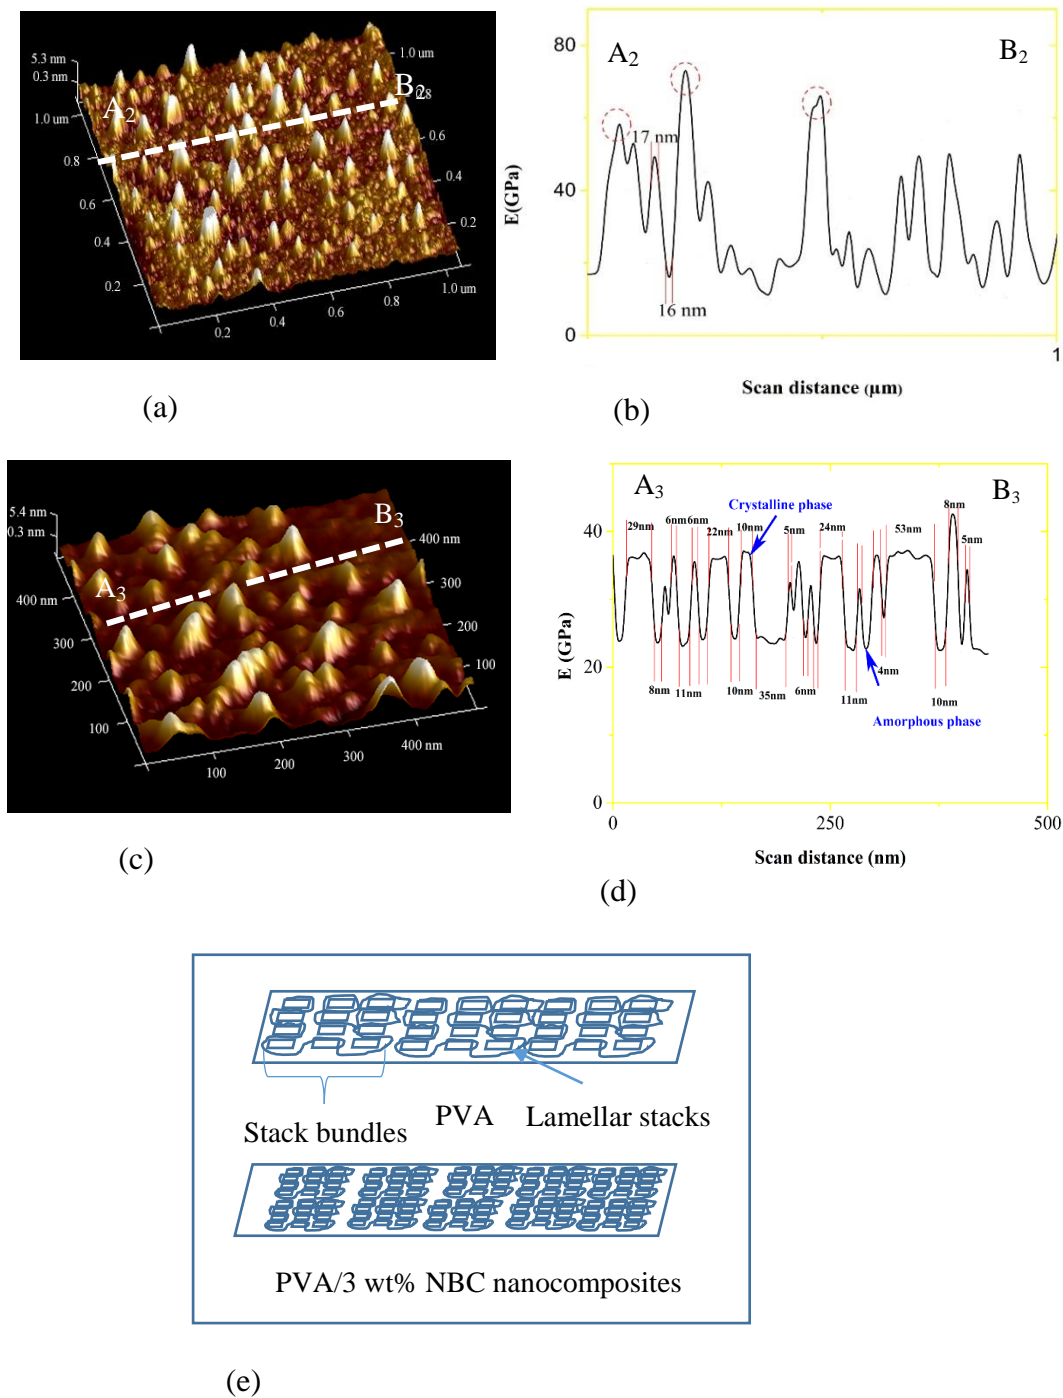 5.3 nm
0.3 nm
1.0 um
0.8
0.6
0.4
0.2
A2
B2
1.0 um
0.8
0.6
0.4
0.2
0.2
0.4
0.6
0.8
1.0 um
(a)
80
40
0
E(GPa)
A2
B2
17 nm
16 nm
1
Scan distance (µm)
(b)
5.4 nm
0.3 nm
400 nm
300
200
100
A3
B3
400 nm
300
200
100
100
200
300
400 nm
(c)
40
20
0
E (GPa)
A3
B3
Crystalline phase
29nm
6nm
6nm
22nm
10nm
5nm
24nm
53nm
8nm
5nm
8nm
11nm
10nm
35nm
6nm
11nm
4nm
10nm
Amorphous phase
0
250
500
Scan distance (nm)
(d)
Stack bundles
PVA
Lamellar stacks
PVA/3 wt% NBC nanocomposites
(e)